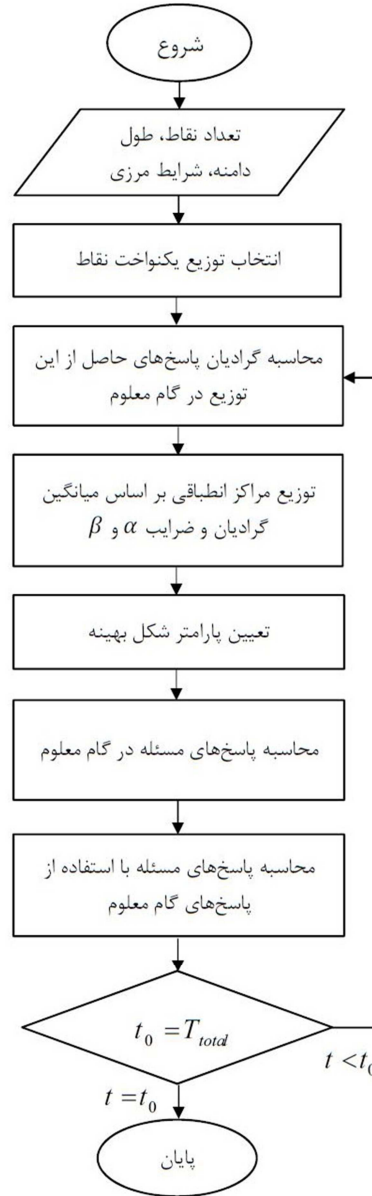 شروع
تعداد نقاط، طول
دامنه، شرایط مرزی
انتخاب توزیع یکنواخت نقاط
محاسبه گرادیان پاسخ‌های حاصل از این
توزیع در گام معلوم
توزیع مراکز انطباقی بر اساس میانگین
گرادیان و ضرایب α و β
تعیین پارامتر شکل بهینه
محاسبه پاسخ‌های مسئله در گام معلوم
محاسبه پاسخ‌های مسئله با استفاده از
پاسخ‌های گام معلوم
t₀ = T_total
t < t₀
t = t₀
پایان